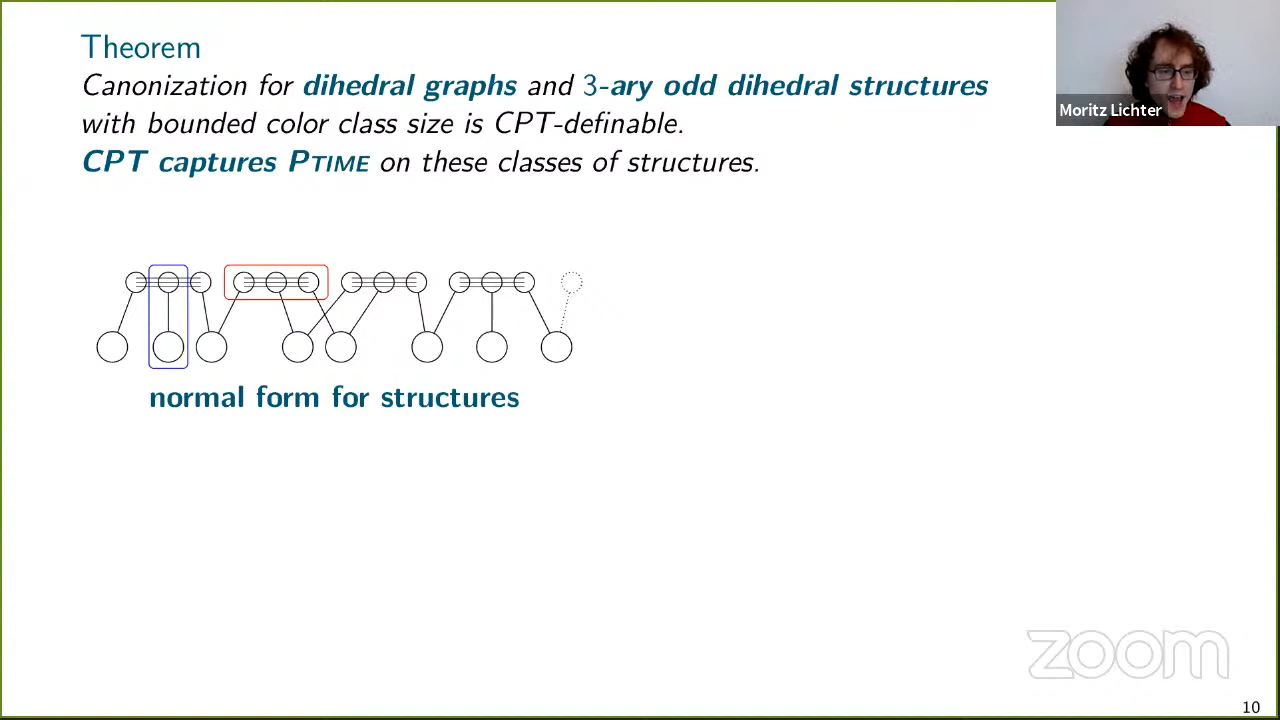 Theorem
Canonization for dihedral graphs and 3-ary odd dihedral structures
with bounded color class size is CPT-definable.
CPT captures PTIME on these classes of structures.
Moritz Lichter
normal form for structures
zoom
10